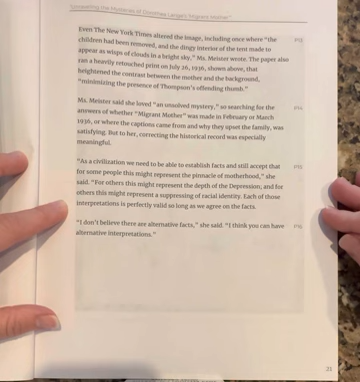 Unraveling the Mysteries of Dorothea Lange's 'Migrant Mother'
Even The New York Times altered the image, including once where "the
children had been removed, and the dingy interior of the tent made to
appear as wisps of clouds in a bright sky," Ms. Meister wrote. The paper also
ran a heavily retouched print on July 26, 1936, shown above, that
heightened the contrast between the mother and the background,
"minimizing the presence of Thompson's offending thumb."
Ms. Meister said she loved "an unsolved mystery," so searching for the
answers of whether "Migrant Mother" was made in February or March
1936, or where the captions came from and why they upset the family, was
satisfying. But to her, correcting the historical record was especially
meaningful.
"As a civilization we need to be able to establish facts and still accept that
for some people this might represent the pinnacle of motherhood," she
said. "For others this might represent the depth of the Depression; and for
others this might represent a suppressing of racial identity. Each of those
interpretations is perfectly valid so long as we agree on the facts.
"I don't believe there are alternative facts," she said. "I think you can have
alternative interpretations."